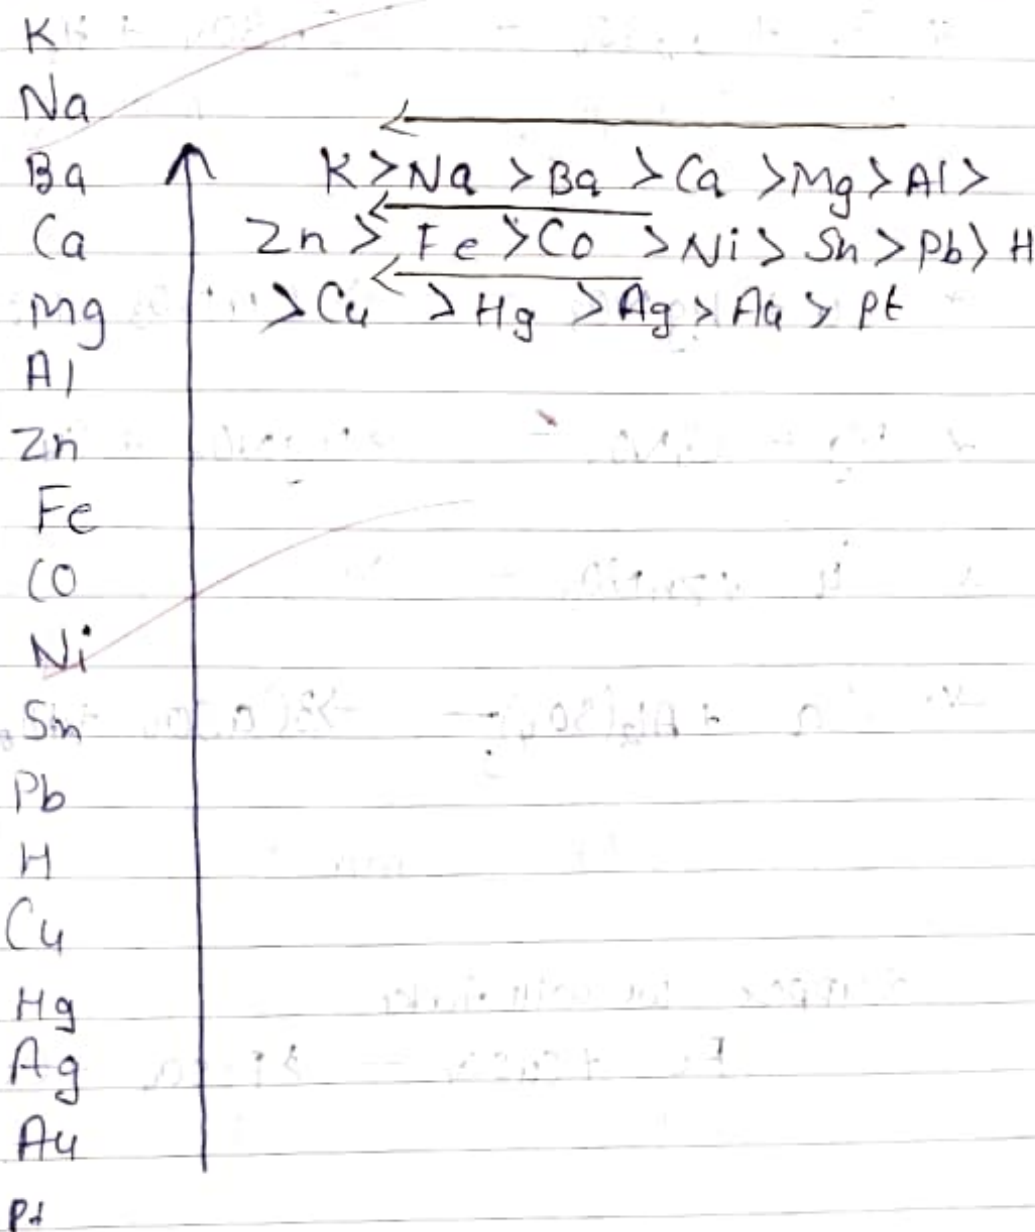 K
Na
Ba
Ca
Mg
Al
Zn
Fe
CO
Ni
Sn
Pb
H
Cu
Hg
Ag
Au
Pt
K > Na > Ba > Ca > Mg > Al >
Zn > Fe > Co > Ni > Sn > Pb > H
> Cu > Hg > Ag > Au > Pt